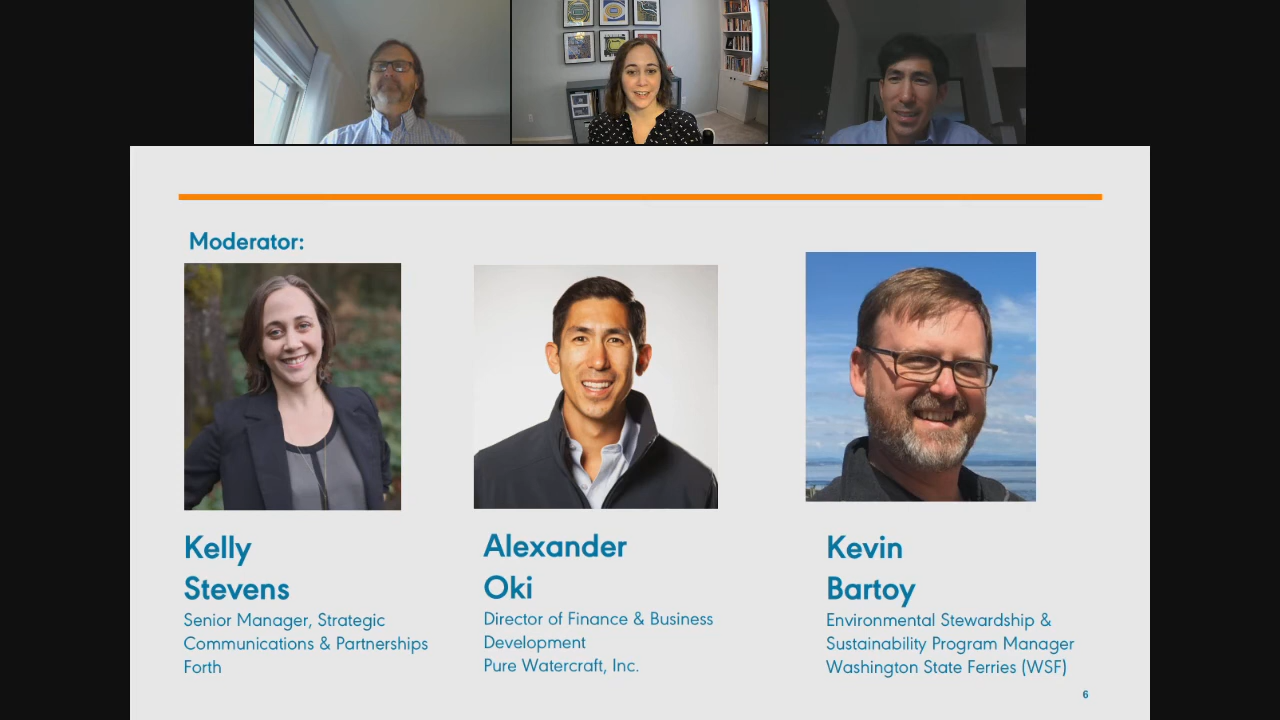 Moderator:
Kelly
Stevens
Senior Manager, Strategic
Communications & Partnerships
Forth
Alexander
Oki
Director of Finance & Business
Development
Pure Watercraft, Inc.
Kevin
Bartoy
Environmental Stewardship &
Sustainability Program Manager
Washington State Ferries (WSF)
6